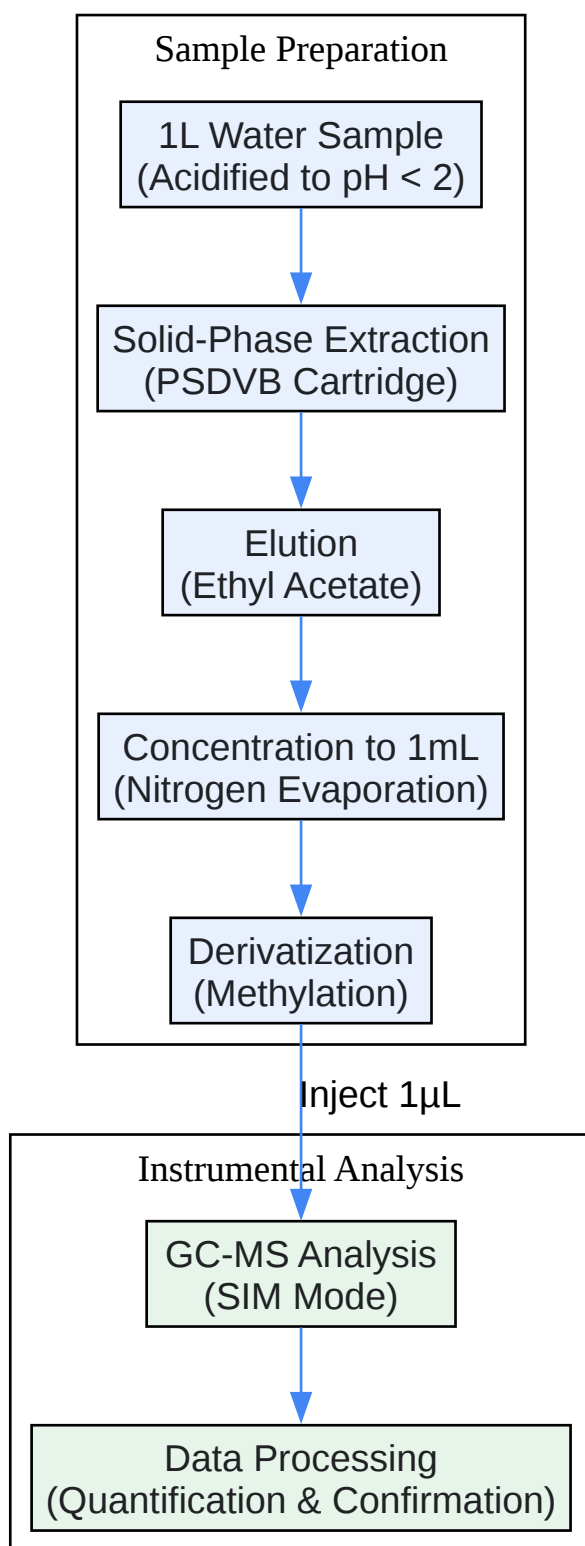 Sample Preparation
1L Water Sample
(Acidified to pH < 2)
Solid-Phase Extraction
(PSDVB Cartridge)
Elution
(Ethyl Acetate)
Concentration to 1mL
(Nitrogen Evaporation)
Derivatization
(Methylation)
Inject 1µL
Instrumental Analysis
GC-MS Analysis
(SIM Mode)
Data Processing
(Quantification & Confirmation)